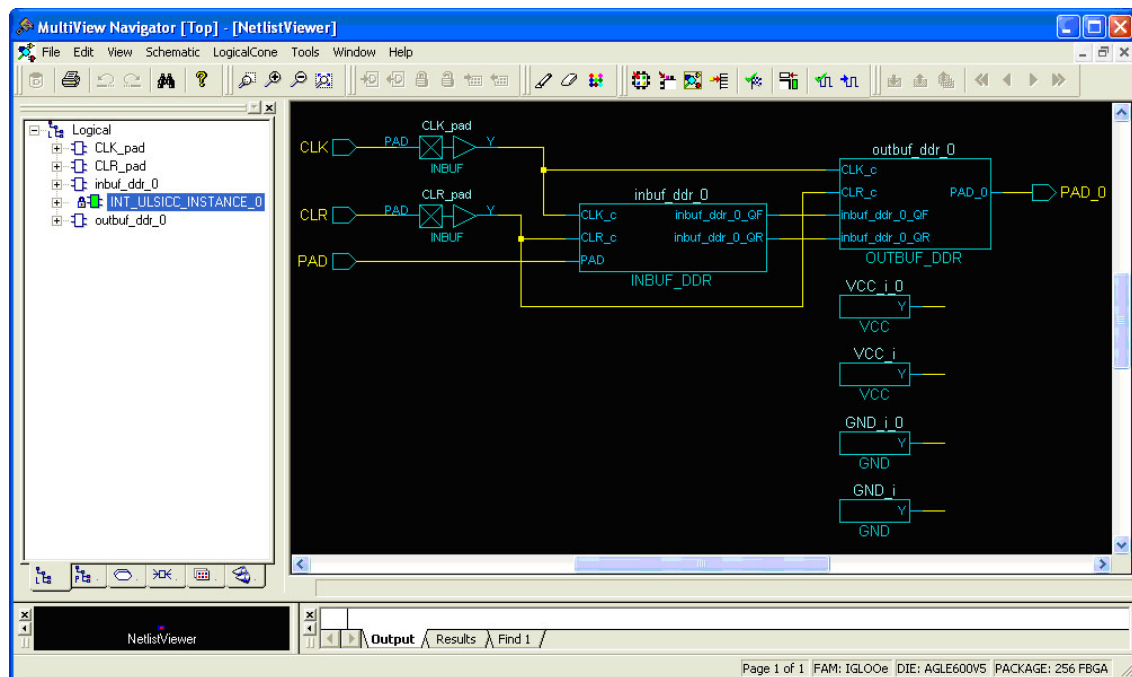 MultiView Navigator [Top] - [NetlistViewer]
File Edit View Schematic LogicalCone Tools Window Help
Logical
CLK_pad
CLR_pad
inbuf_ddr_0
INT_ULSICC_INSTANCE_0
outbuf_ddr_0
CLK_pad
CLK PAD Y
INBUF
CLR_pad
CLR PAD Y
INBUF
PAD
inbuf_ddr_0
CLK_c inbuf_ddr_0_QF
CLR_c inbuf_ddr_0_QR
PAD
INBUF_DDR
outbuf_ddr_0
CLK_c
CLR_c PAD_0 PAD_0
inbuf_ddr_0_QF
inbuf_ddr_0_QR
OUTBUF_DDR
VCC_i_0
Y
VCC
VCC_i
Y
VCC
GND_i_0
Y
GND
GND_i
Y
GND
NetlistViewer
Output Results Find 1
Page 1 of 1 FAM: IGLOOe DIE: AGLE600V5 PACKAGE: 256 FBGA